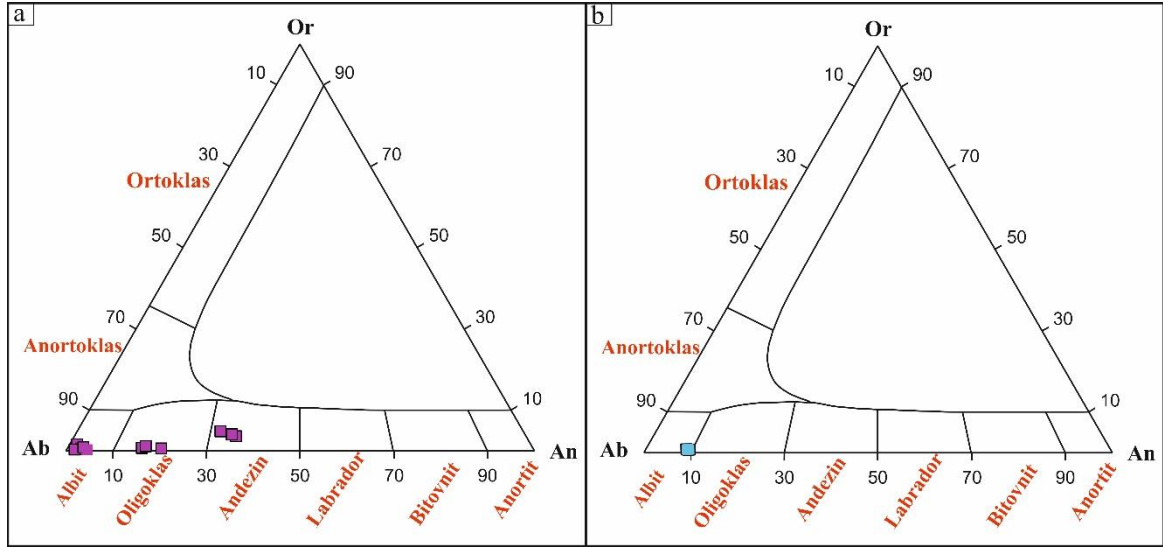 a
Or
10
90
30
70
Ortoklas
50
50
70
30
Anortoklas
90
10
Ab
An
10
30
50
70
90
Albit
Oligoklas
Andezin
Labrador
Bitovnit
Anortit
b
Or
10
90
30
70
Ortoklas
50
50
70
30
Anortoklas
90
10
Ab
An
10
30
50
70
90
Albit
Oligoklas
Andezin
Labrador
Bitovnit
Anortit